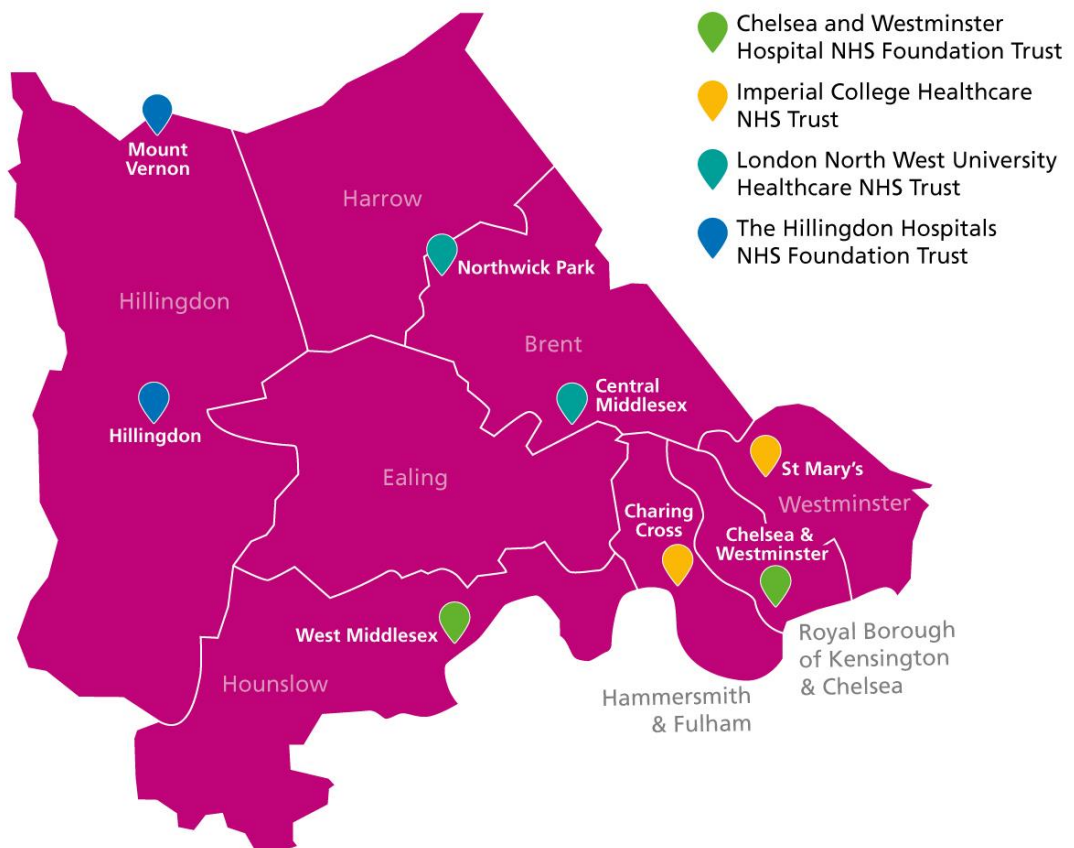 Chelsea and Westminster
Hospital NHS Foundation Trust
Imperial College Healthcare
NHS Trust
London North West University
Healthcare NHS Trust
The Hillingdon Hospitals
NHS Foundation Trust
Mount
Vernon
Harrow
Northwick Park
Hillingdon
Brent
Central
Middlesex
Hillingdon
St Mary's
Ealing
Westminster
Charing
Cross
Chelsea &
Westminster
West Middlesex
Royal Borough
of Kensington
& Chelsea
Hounslow
Hammersmith
& Fulham